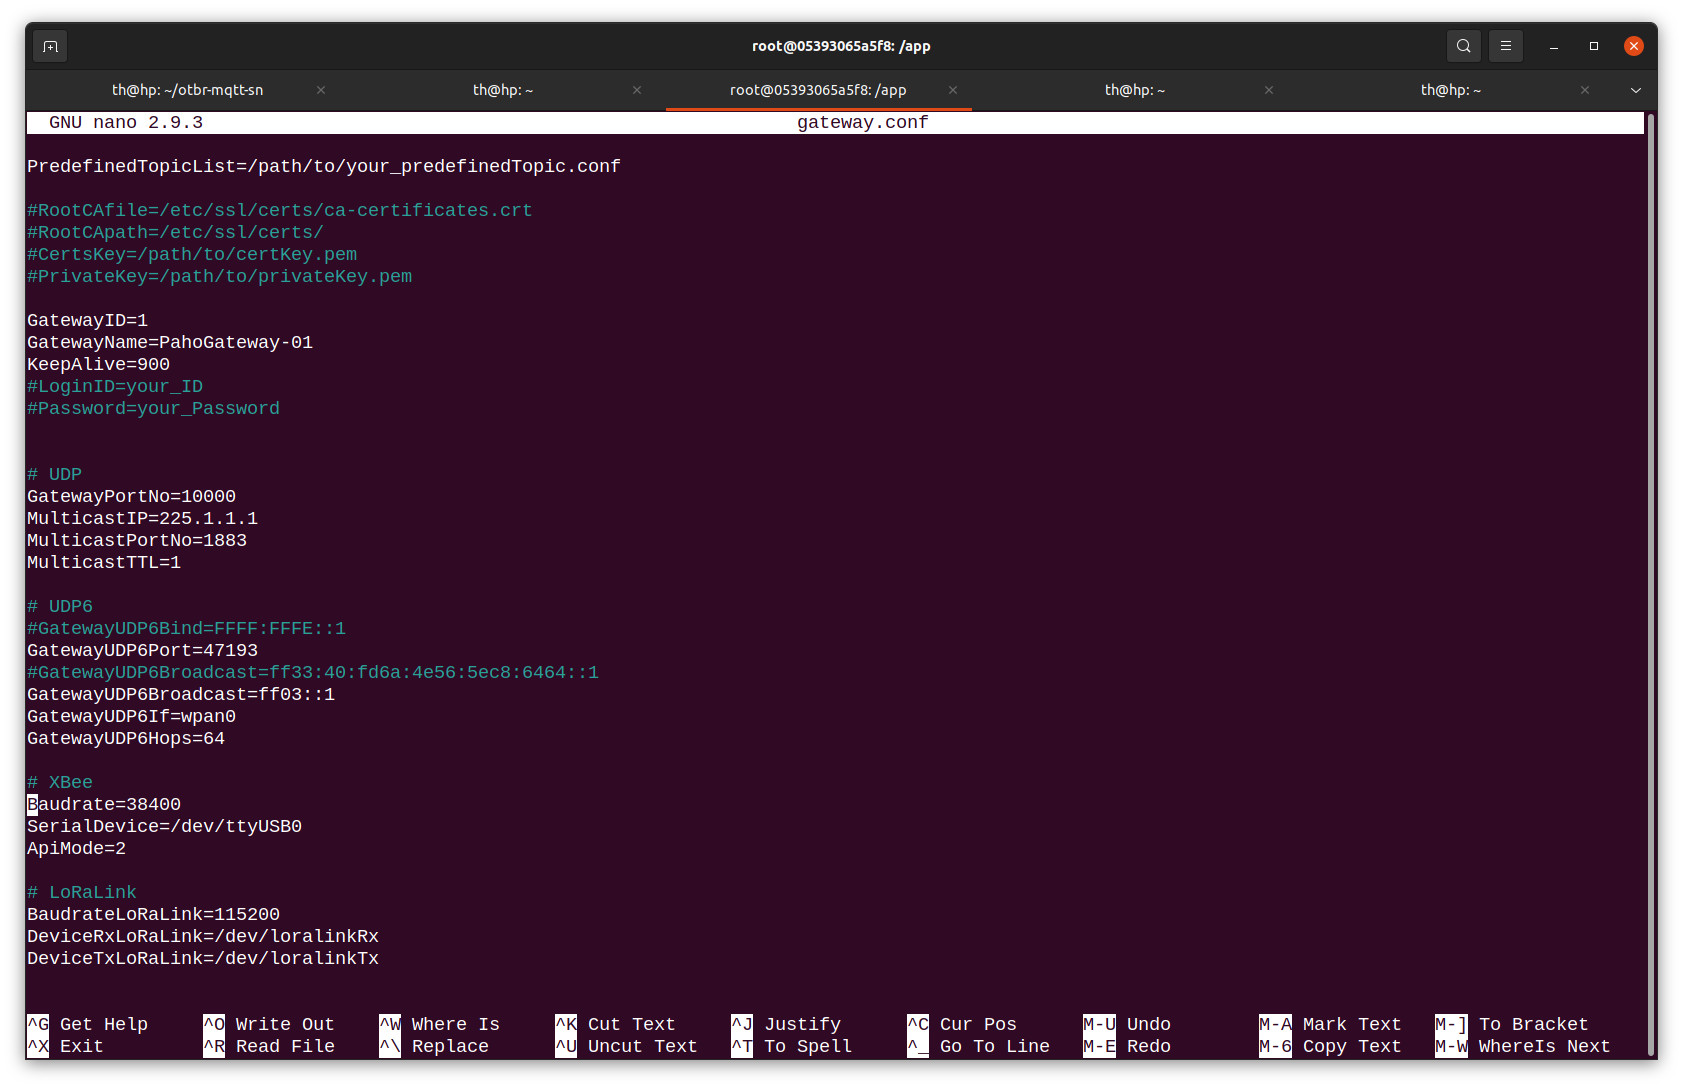 root@05393065a5f8: /app
th@hp: ~/otbr-mqtt-sn × th@hp: ~ × root@05393065a5f8: /app × th@hp: ~ × th@hp: ~ ×
GNU nano 2.9.3 gateway.conf
PredefinedTopicList=/path/to/your_predefinedTopic.conf
#RootCAfile=/etc/ssl/certs/ca-certificates.crt
#RootCApath=/etc/ssl/certs/
#CertsKey=/path/to/certKey.pem
#PrivateKey=/path/to/privateKey.pem
GatewayID=1
GatewayName=PahoGateway-01
KeepAlive=900
#LoginID=your_ID
#Password=your_Password
# UDP
GatewayPortNo=10000
MulticastIP=225.1.1.1
MulticastPortNo=1883
MulticastTTL=1
# UDP6
#GatewayUDP6Bind=FFFF:FFFE::1
GatewayUDP6Port=47193
#GatewayUDP6Broadcast=ff33:40:fd6a:4e56:5ec8:6464::1
GatewayUDP6Broadcast=ff03::1
GatewayUDP6If=wpan0
GatewayUDP6Hops=64
# XBee
Baudrate=38400
SerialDevice=/dev/ttyUSB0
ApiMode=2
# LoRaLink
BaudrateLoRaLink=115200
DeviceRxLoRaLink=/dev/loralinkRx
DeviceTxLoRaLink=/dev/loralinkTx
^G Get Help ^O Write Out ^W Where Is ^K Cut Text ^J Justify ^C Cur Pos M-U Undo M-A Mark Text M-] To Bracket
^X Exit ^R Read File ^\ Replace ^U Uncut Text ^T To Spell ^_ Go To Line M-E Redo M-6 Copy Text M-W WhereIs Next